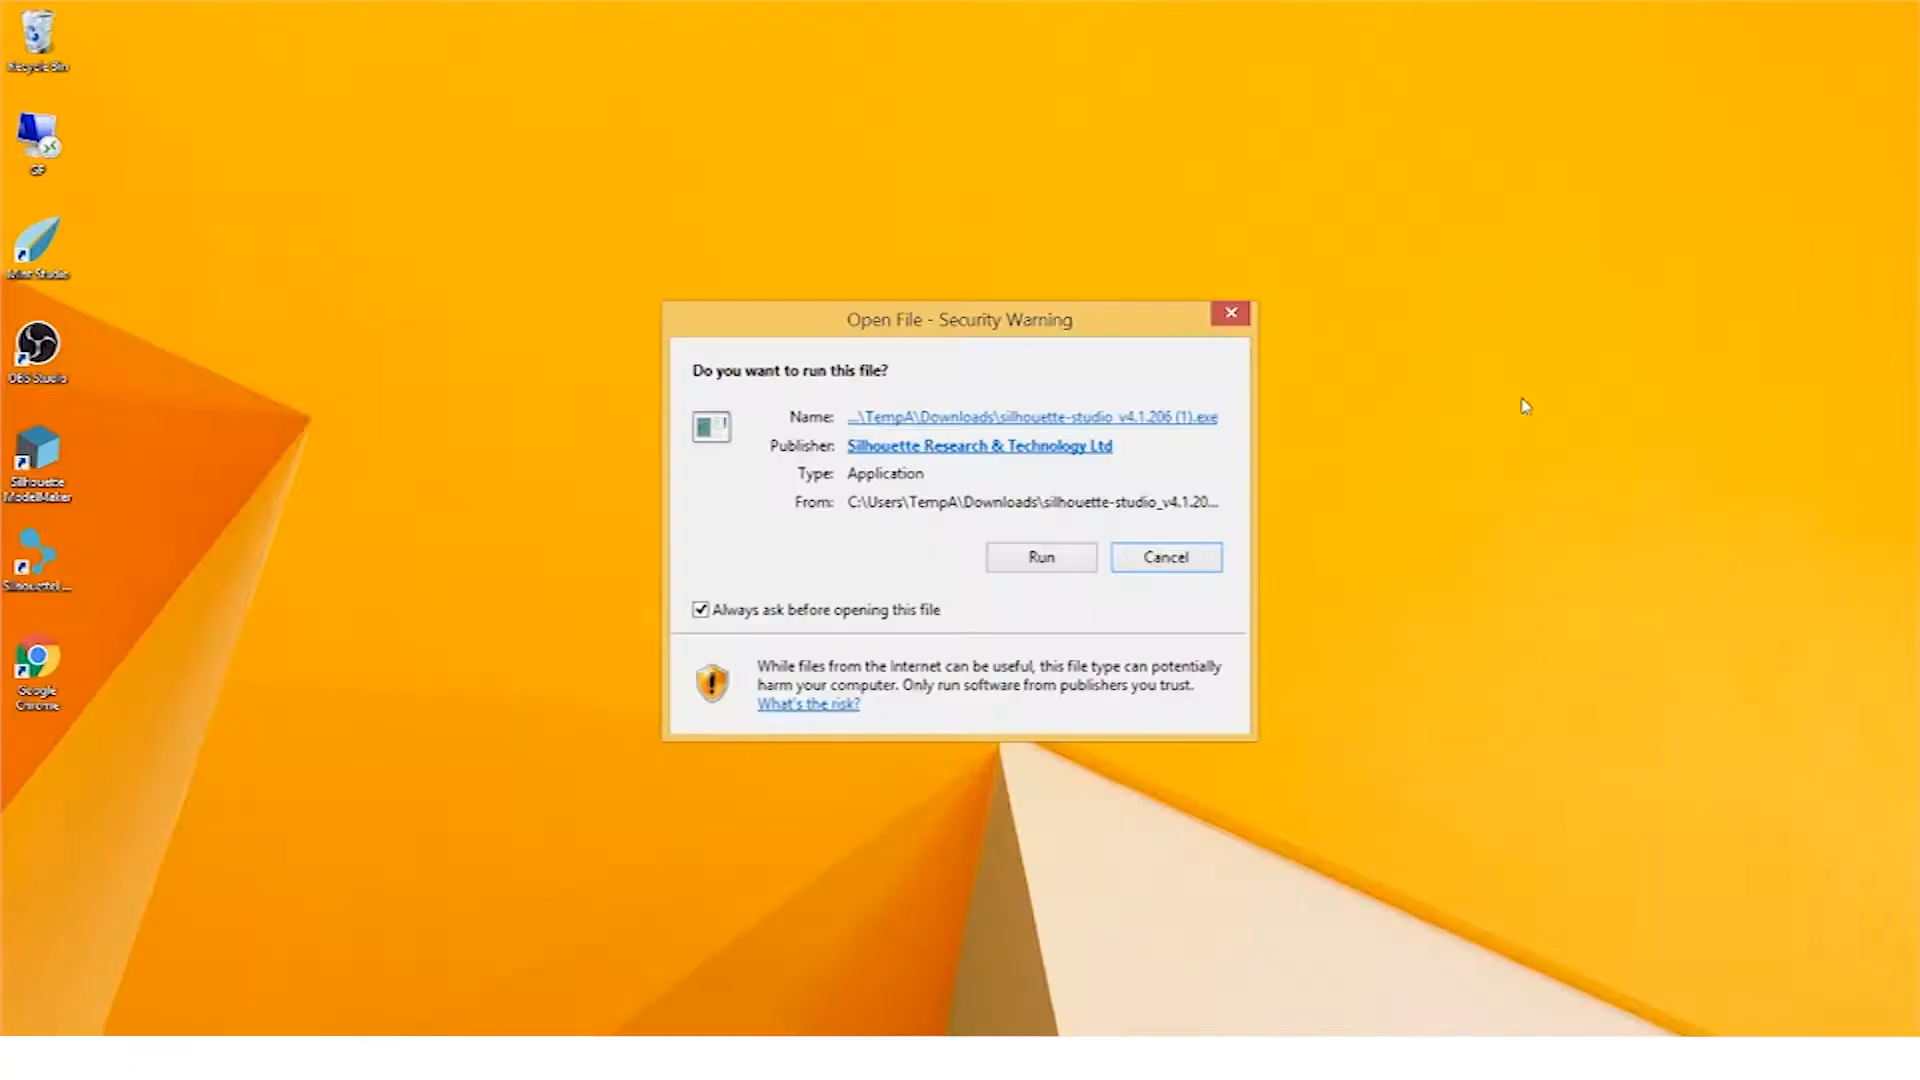 Recycle Bin
GF
Mint Studio
OBS Studio
Silhouette
ModelMaker
Google
Chrome
Open File - Security Warning
Do you want to run this file?
Name: ...\TempA\Downloads\silhouette-studio_v4.1.206 (1).exe
Publisher: Silhouette Research & Technology Ltd
Type: Application
From: C:\Users\TempA\Downloads\silhouette-studio_v4.1.20...
Run Cancel
Always ask before opening this file
While files from the Internet can be useful, this file type can potentially
harm your computer. Only run software from publishers you trust.
What's the risk?